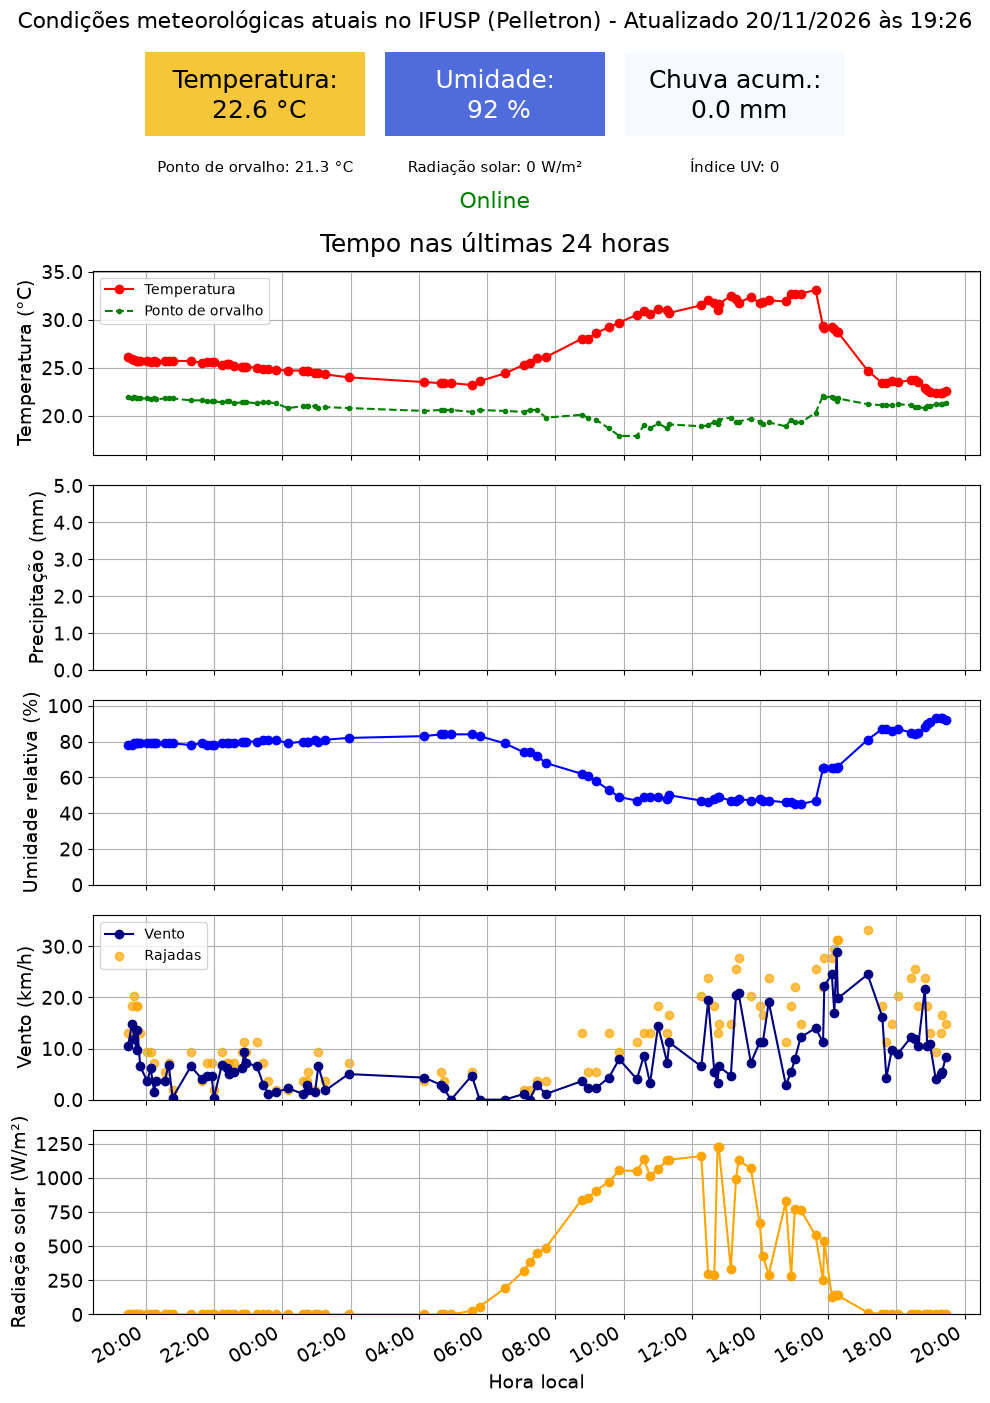 Condições meteorológicas atuais no IFUSP (Pelletron) - Atualizado 20/11/2026 às 19:26
Temperatura:
22.6 °C
Umidade:
92 %
Chuva acum.:
0.0 mm
Ponto de orvalho: 21.3 °C
Radiação solar: 0 W/m²
Índice UV: 0
Online
Tempo nas últimas 24 horas
Temperatura (°C)
35.0
30.0
25.0
20.0
Temperatura
Ponto de orvalho
Precipitação (mm)
5.0
4.0
3.0
2.0
1.0
0.0
Umidade relativa (%)
100
80
60
40
20
0
Vento (km/h)
30.0
20.0
10.0
0.0
Vento
Rajadas
Radiação solar (W/m²)
1250
1000
750
500
250
0
20:00 22:00 00:00 02:00 04:00 06:00 08:00 10:00 12:00 14:00 16:00 18:00 20:00
Hora local